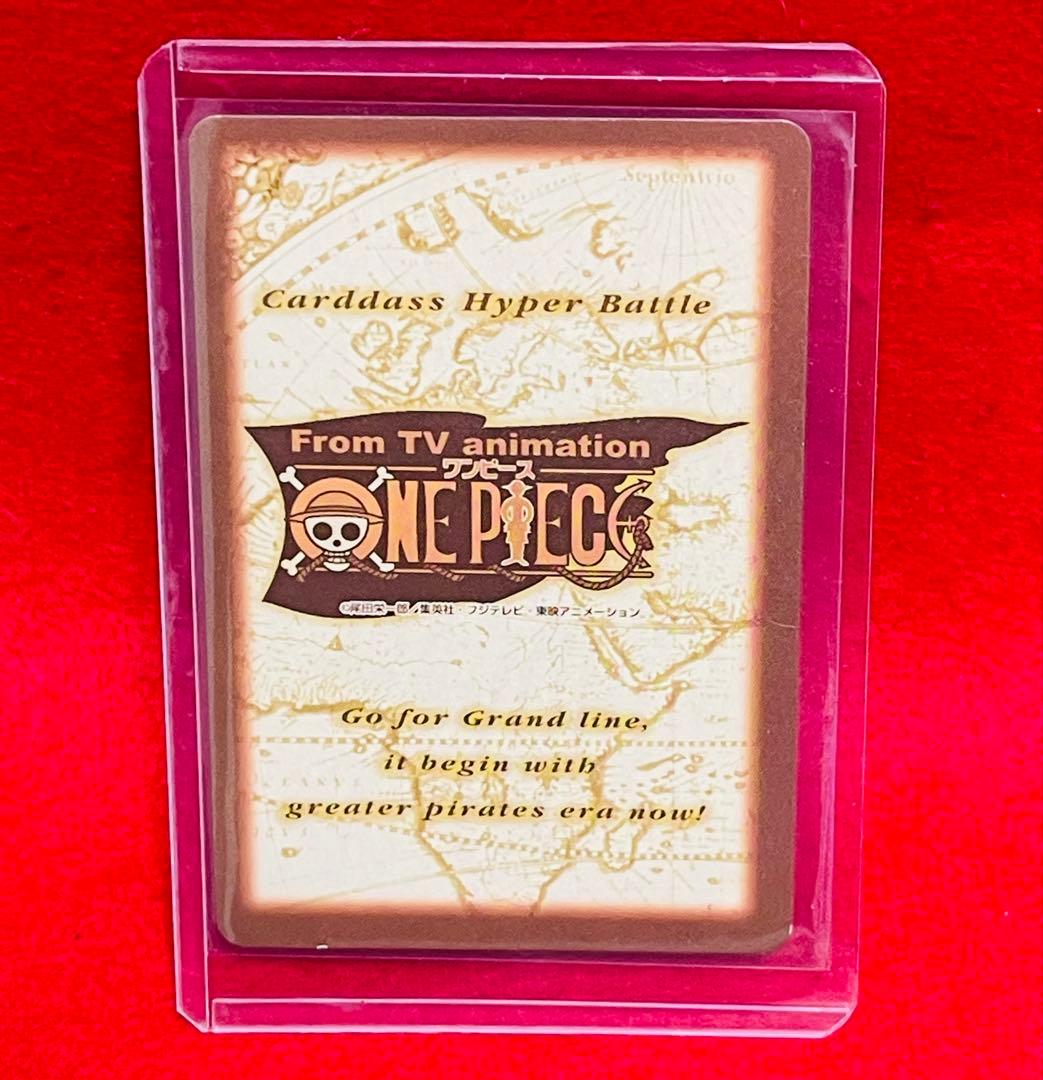 Septentrio
Carddass Hyper Battle
From TV animation
ワンピース
ONE PIECE
©尾田栄一郎/集英社・フジテレビ・東映アニメーション
Go for Grand line,
it begin with
greater pirates era now!